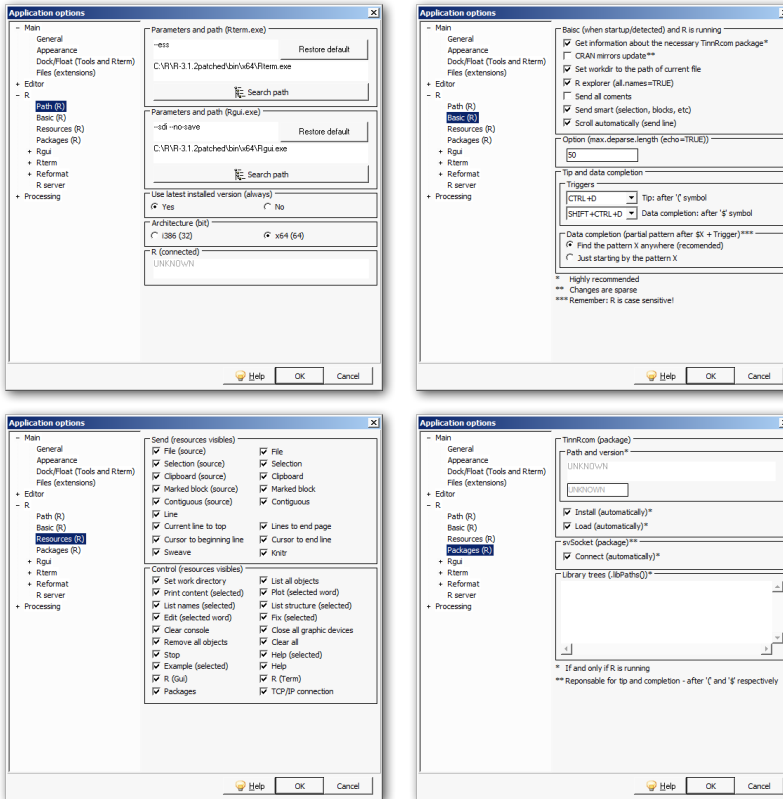 Application options
- Main
General
Appearance
Dock/Float (Tools and Rterm)
Files (extensions)
+ Editor
- R
Path (R)
Basic (R)
Resources (R)
Packages (R)
+ Rgui
+ Rterm
+ Reformat
R server
+ Processing
Parameters and path (Rterm.exe)
--ess
Restore default
C:\R\R-3.1.2patched\bin\x64\Rterm.exe
Search path
Parameters and path (Rgui.exe)
--sdi --no-save
Restore default
C:\R\R-3.1.2patched\bin\x64\Rgui.exe
Search path
Use latest installed version (always)
Yes No
Architecture (bit)
i386 (32) x64 (64)
R (connected)
UNKNOWN
Help OK Cancel
Application options
- Main
General
Appearance
Dock/Float (Tools and Rterm)
Files (extensions)
+ Editor
- R
Path (R)
Basic (R)
Resources (R)
Packages (R)
+ Rgui
+ Rterm
+ Reformat
R server
+ Processing
Baisc (when startup/detected) and R is running
Get information about the necessary TinnRcom package*
CRAN mirrors update**
Set workdir to the path of current file
R explorer (all.names=TRUE)
Send all coments
Send smart (selection, blocks, etc)
Scroll automatically (send line)
Option (max.deparse.length (echo=TRUE))
50
Tip and data completion
Triggers
CTRL+D Tip: after '(' symbol
SHIFT+CTRL+D Data completion: after '$' symbol
Data completion (partial pattern after $X + Trigger)***
Find the pattern X anywhere (recomended)
Just starting by the pattern X
* Highly recommended
** Changes are sparse
*** Remember: R is case sensitive!
Help OK Cancel
Application options
- Main
General
Appearance
Dock/Float (Tools and Rterm)
Files (extensions)
+ Editor
- R
Path (R)
Basic (R)
Resources (R)
Packages (R)
+ Rgui
+ Rterm
+ Reformat
R server
+ Processing
Send (resources visibles)
File (source) File
Selection (source) Selection
Clipboard (source) Clipboard
Marked block (source) Marked block
Contiguous (source) Contiguous
Line
Current line to top Lines to end page
Cursor to beginning line Cursor to end line
Sweave Knitr
Control (resources visibles)
Set work directory List all objects
Print content (selected) Plot (selected word)
List names (selected) List structure (selected)
Edit (selected word) Fix (selected)
Clear console Close all graphic devices
Remove all objects Clear all
Stop Help (selected)
Example (selected) Help
R (Gui) R (Term)
Packages TCP/IP connection
Help OK Cancel
Application options
- Main
General
Appearance
Dock/Float (Tools and Rterm)
Files (extensions)
+ Editor
- R
Path (R)
Basic (R)
Resources (R)
Packages (R)
+ Rgui
+ Rterm
+ Reformat
R server
+ Processing
TinnRcom (package)
Path and version*
UNKNOWN
UNKNOWN
Install (automatically)*
Load (automatically)*
svSocket (package)**
Connect (automatically)*
Library trees (.libPaths())*
* If and only if R is running
** Reponsable for tip and completion - after '(' and '$' respectively
Help OK Cancel